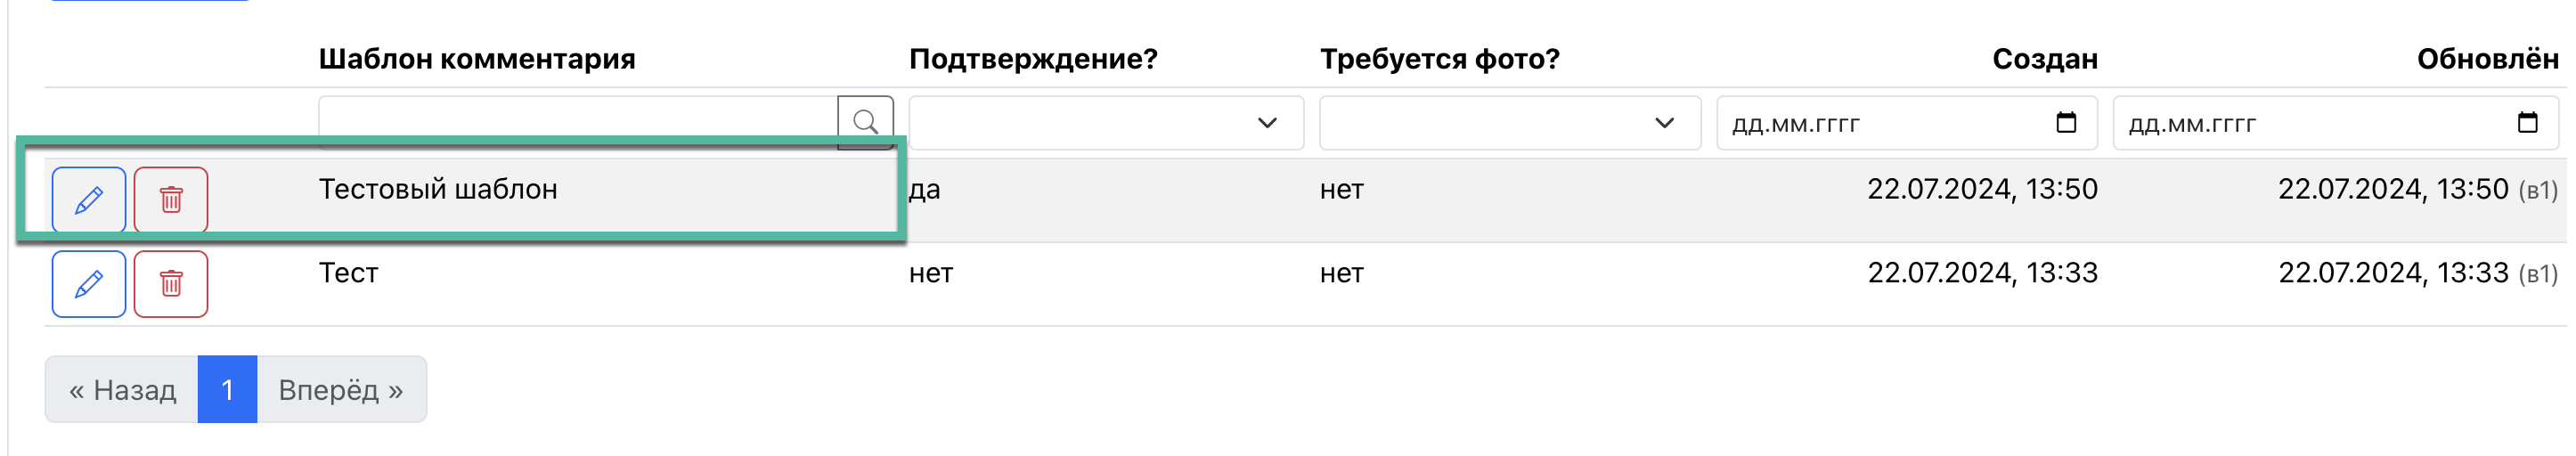 Шаблон комментария Подтверждение? Требуется фото? Создан Обновлён
дд.мм.гггг дд.мм.гггг
Тестовый шаблон да нет 22.07.2024, 13:50 22.07.2024, 13:50 (в1)
Тест нет нет 22.07.2024, 13:33 22.07.2024, 13:33 (в1)
« Назад 1 Вперёд »